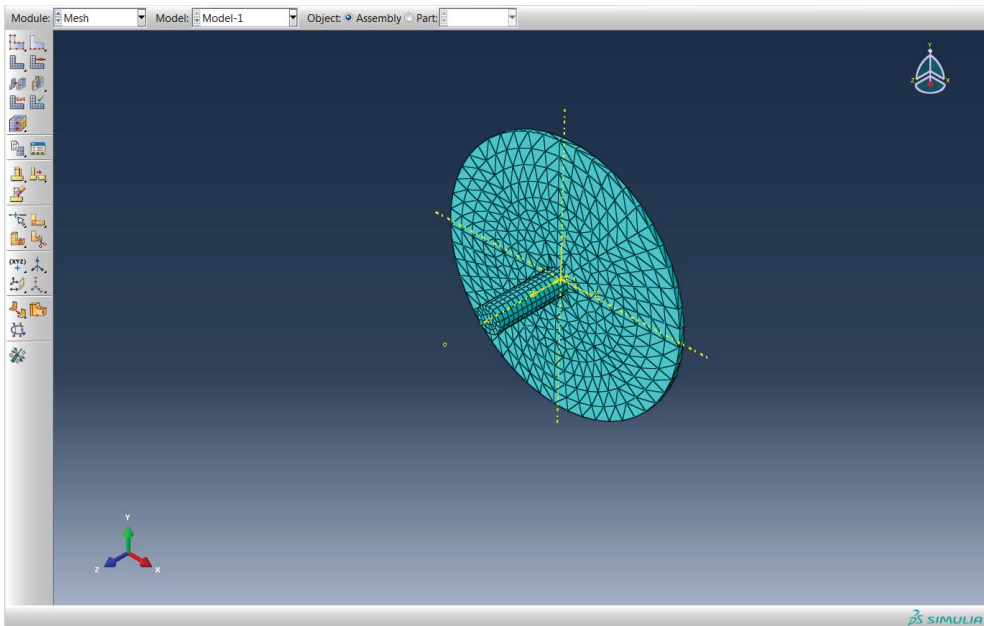 Module: Mesh Model: Model-1 Object: Assembly Part:
Y
Z X
(XYZ)
Y
Z X
SIMULIA